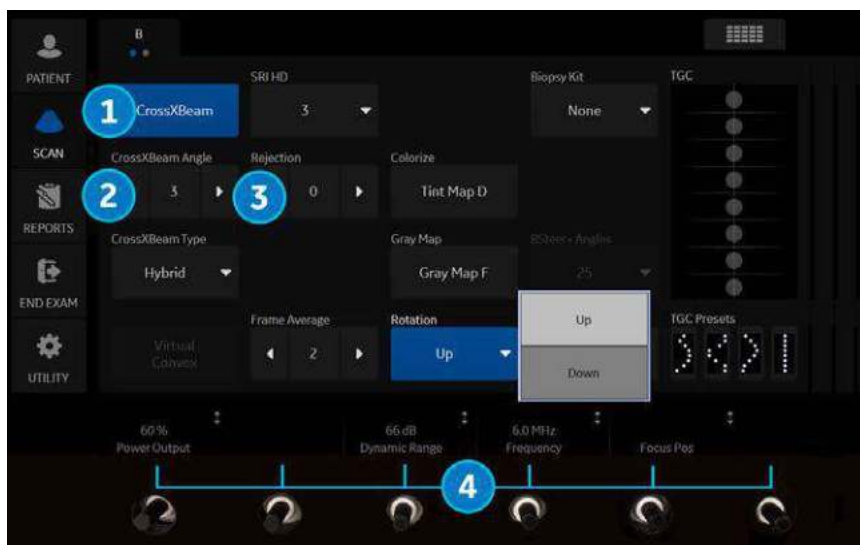 B
PATIENT
SRI HD
Biopsy Kit
TGC
1
CrossXBeam
3
None
SCAN
CrossXBeam Angle
Rejection
Colorize
2
3
3
0
Tint Map D
REPORTS
CrossXBeam Type
Gray Map
BSteer+ Angles
Hybrid
Gray Map F
25
END EXAM
Frame Average
Rotation
Up
TGC Presets
Virtual
Convex
2
Up
Down
UTILITY
60 %
Power Output
66 dB
Dynamic Range
6.0 MHz
Frequency
Focus Pos
4